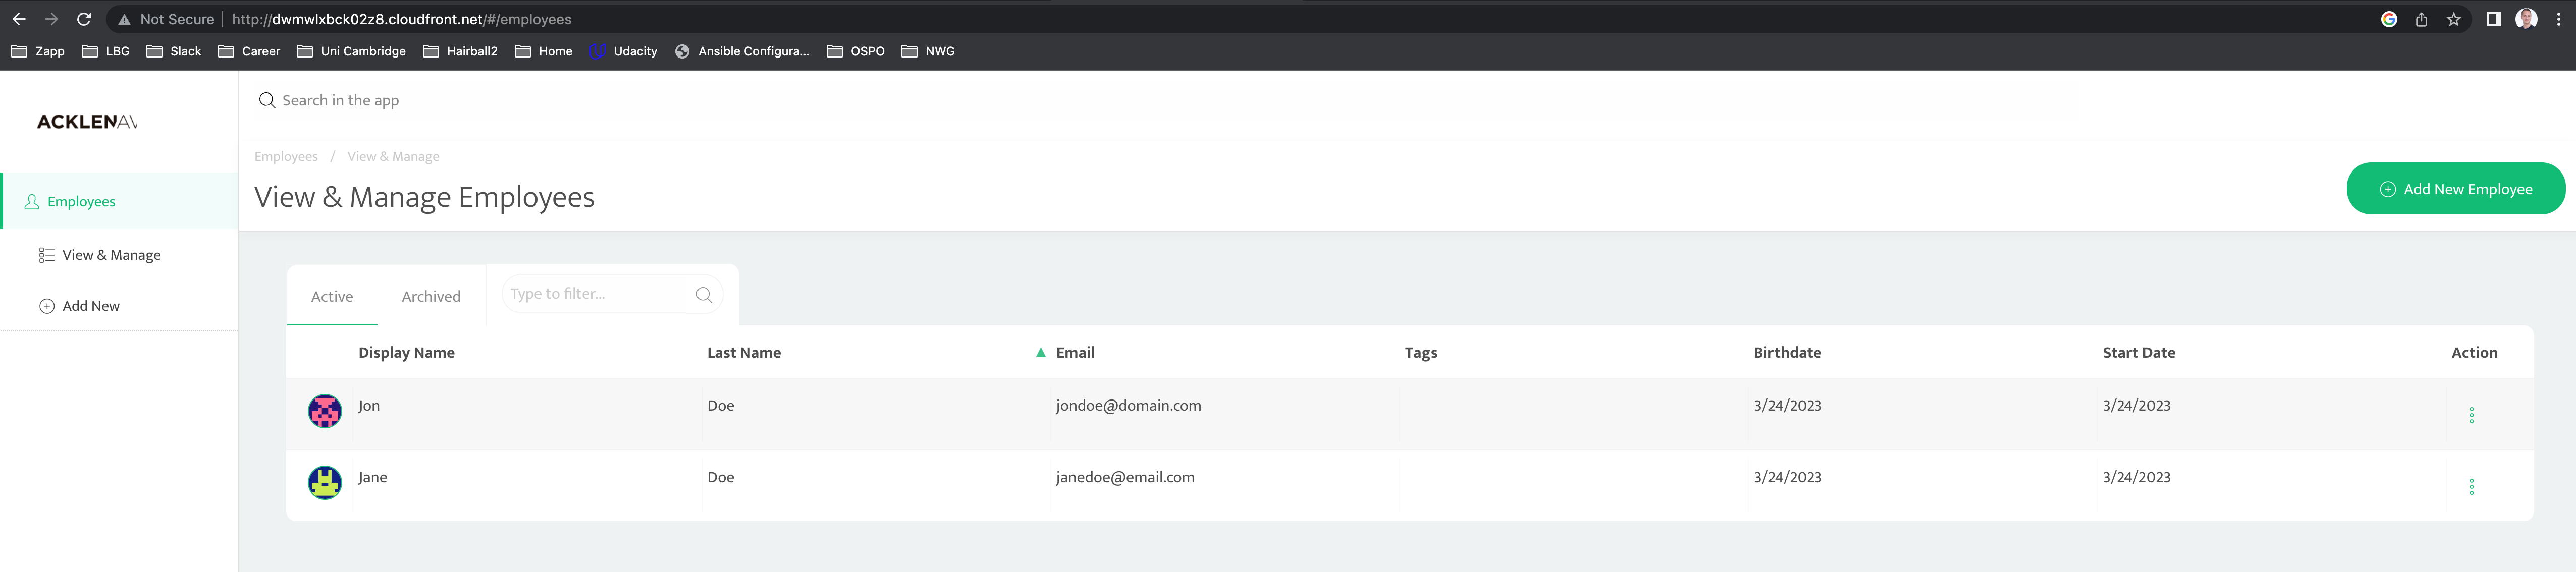 Not Secure | http://dwmwlxbck02z8.cloudfront.net/#/employees
Zapp LBG Slack Career Uni Cambridge Hairball2 Home Udacity Ansible Configura... OSPO NWG
ACKLENAV
Search in the app
Employees / View & Manage
View & Manage Employees
Add New Employee
Employees
View & Manage
Add New
Active Archived Type to filter...
Display Name Last Name Email Tags Birthdate Start Date Action
Jon Doe jondoe@domain.com 3/24/2023 3/24/2023
Jane Doe janedoe@email.com 3/24/2023 3/24/2023